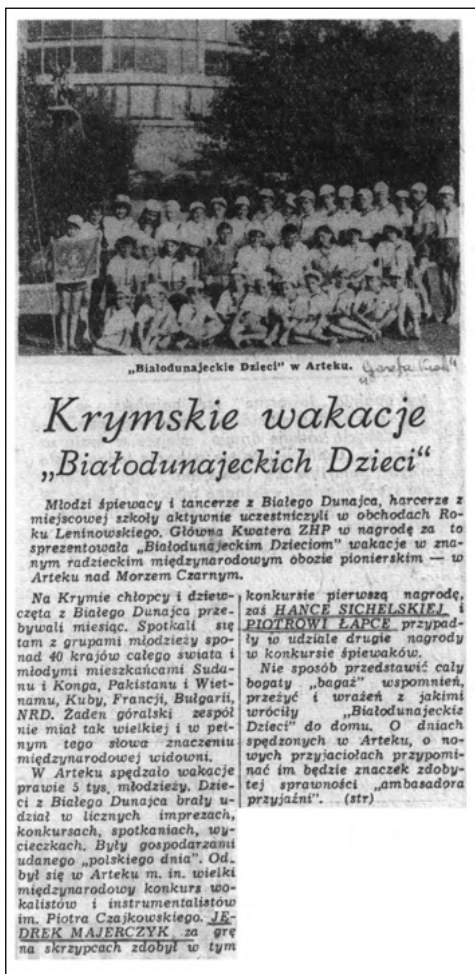 „Białodunajeckie Dzieci" w Arteku.
Krymskie wakacje
„Białodunajeckich Dzieci"
Młodzi śpiewacy i tancerze z Białego Dunajca, harcerze z
miejscowej szkoły aktywnie uczestniczyli w obchodach Ro-
ku Leninowskiego. Główna Kwatera ZHP w nagrodę za to
sprezentowała „Białodunajeckim Dzieciom" wakacje w zna-
nym radzieckim międzynarodowym obozie pionierskim — w
Arteku nad Morzem Czarnym.
Na Krymie chłopcy i dziew-
częta z Białego Dunajca prze-
bywali miesiąc. Spotkali się
tam z grupami młodzieży spo-
nad 40 krajów całego świata i
młodymi mieszkańcami Suda-
nu i Konga, Pakistanu i Wiet-
namu, Kuby, Francji, Bułgarii,
NRD. Żaden góralski zespół
nie miał tak wielkiej i w peł-
nym tego słowa znaczeniu
międzynarodowej widowni.
W Arteku spędzało wakacje
prawie 5 tys. młodzieży. Dzie-
ci z Białego Dunajca brały u-
dział w licznych imprezach,
konkursach, spotkaniach, wy-
cieczkach. Były gospodarzami
udanego „polskiego dnia". Od-
był się w Arteku m. in. wielki
międzynarodowy konkurs wo-
kalistów i instrumentalistów
im. Piotra Czajkowskiego. JĘ-
DREK MAJERCZYK za grę
na skrzypcach zdobył w tym
konkursie pierwszą nagrodę,
zaś HANCE SICHELSKIEJ i
PIOTROWI ŁAPCE przypad-
ły w udziale drugie nagrody
w konkursie śpiewaków.
Nie sposób przedstawić cały
bogaty „bagaż" wspomnień,
przeżyć i wrażeń z jakimi
wróciły „Białodunajeckie
Dzieci" do domu. O dniach
spędzonych w Arteku, o no-
wych przyjaciołach przypomi-
nać im będzie znaczek zdoby-
tej sprawności „ambasadora
przyjaźni". (str)